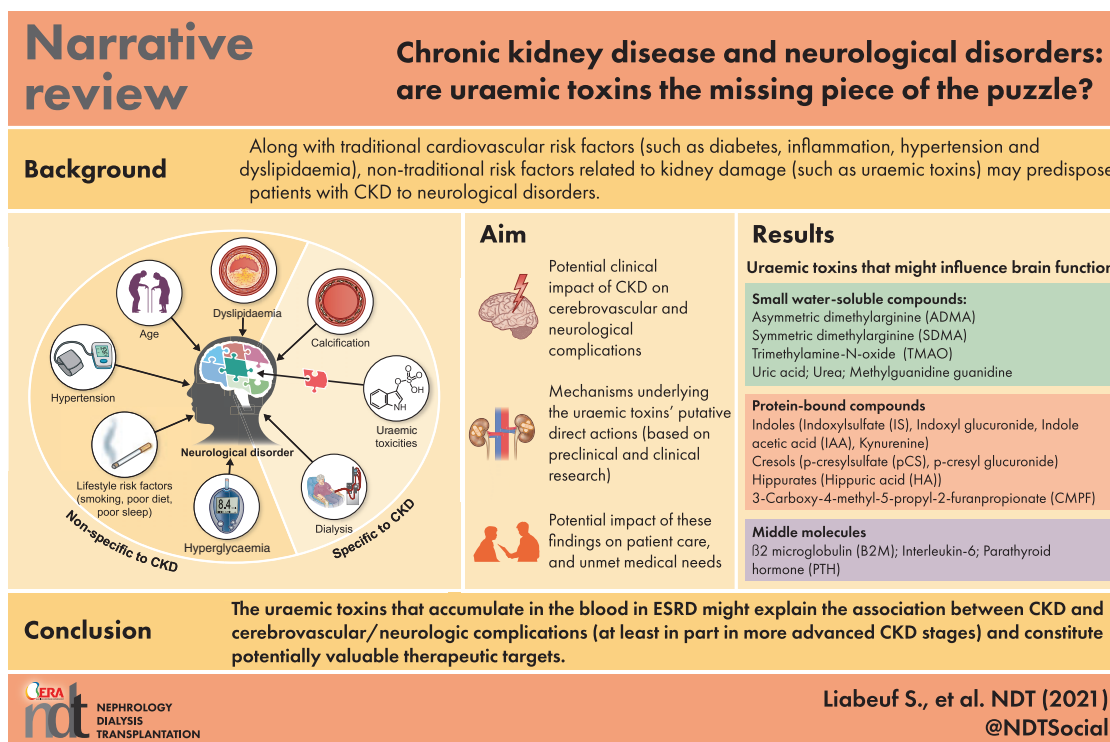 Narrative
review
Chronic kidney disease and neurological disorders:
are uraemic toxins the missing piece of the puzzle?
Background
Along with traditional cardiovascular risk factors (such as diabetes, inflammation, hypertension and
dyslipidaemia), non-traditional risk factors related to kidney damage (such as uraemic toxins) may predispose
patients with CKD to neurological disorders.
Dyslipidaemia
Age
Calcification
Hypertension
OH
NH
O
S
O
O
Uraemic
toxicities
Neurological disorder
Lifestyle risk factors
(smoking, poor diet,
poor sleep)
8.4
Hyperglycaemia
Dialysis
Non-specific to CKD
Specific to CKD
Aim
Potential clinical
impact of CKD on
cerebrovascular and
neurological
complications
Mechanisms underlying
the uraemic toxins' putative
direct actions (based on
preclinical and clinical
research)
Potential impact of these
findings on patient care,
and unmet medical needs
Results
Uraemic toxins that might influence brain function
Small water-soluble compounds:
Asymmetric dimethylarginine (ADMA)
Symmetric dimethylarginine (SDMA)
Trimethylamine-N-oxide (TMAO)
Uric acid; Urea; Methylguanidine guanidine
Protein-bound compounds
Indoles (Indoxylsulfate (IS), Indoxyl glucuronide, Indole
acetic acid (IAA), Kynurenine)
Cresols (p-cresylsulfate (pCS), p-cresyl glucuronide)
Hippurates (Hippuric acid (HA))
3-Carboxy-4-methyl-5-propyl-2-furanpropionate (CMPF)
Middle molecules
ß2 microglobulin (B2M); Interleukin-6; Parathyroid
hormone (PTH)
Conclusion
The uraemic toxins that accumulate in the blood in ESRD might explain the association between CKD and
cerebrovascular/neurologic complications (at least in part in more advanced CKD stages) and constitute
potentially valuable therapeutic targets.
ERA
ndt
NEPHROLOGY
DIALYSIS
TRANSPLANTATION
Liabeuf S., et al. NDT (2021)
@NDTSocial